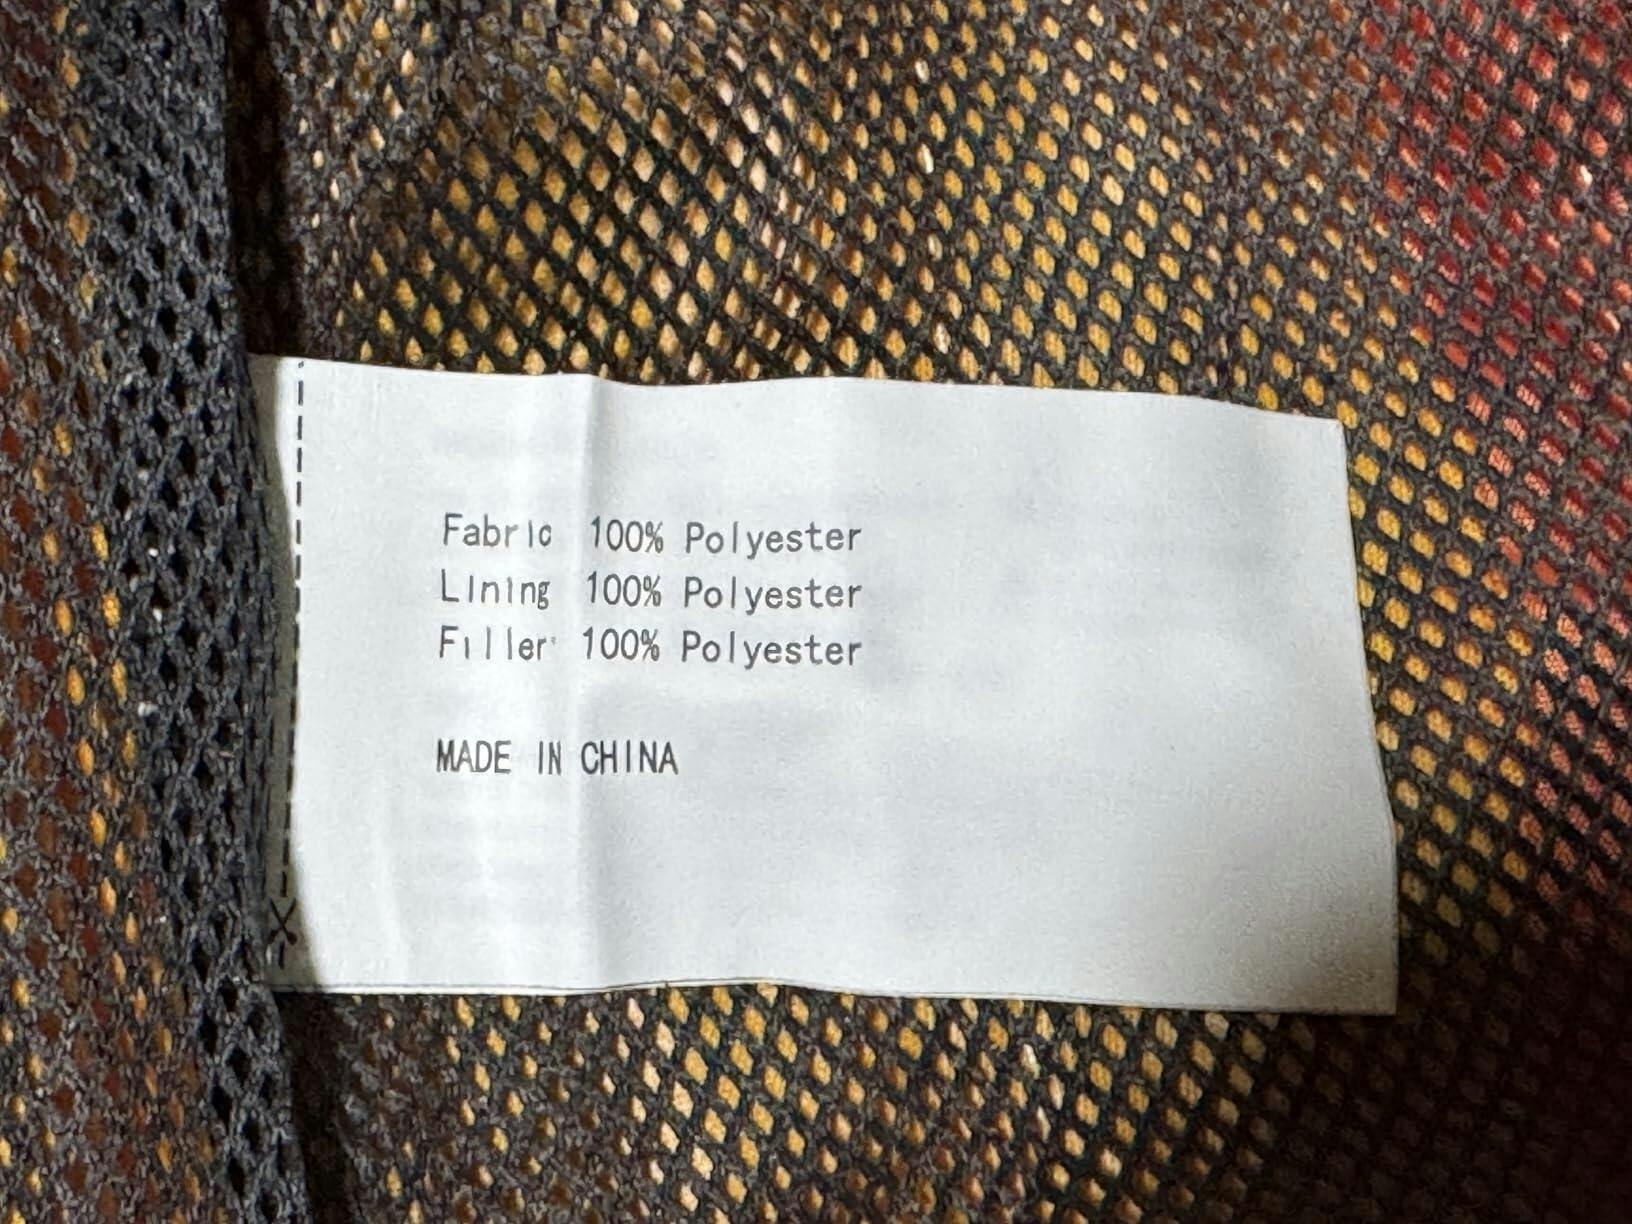 Fabric 100% Polyester
Lining 100% Polyester
Filler: 100% Polyester
MADE IN CHINA